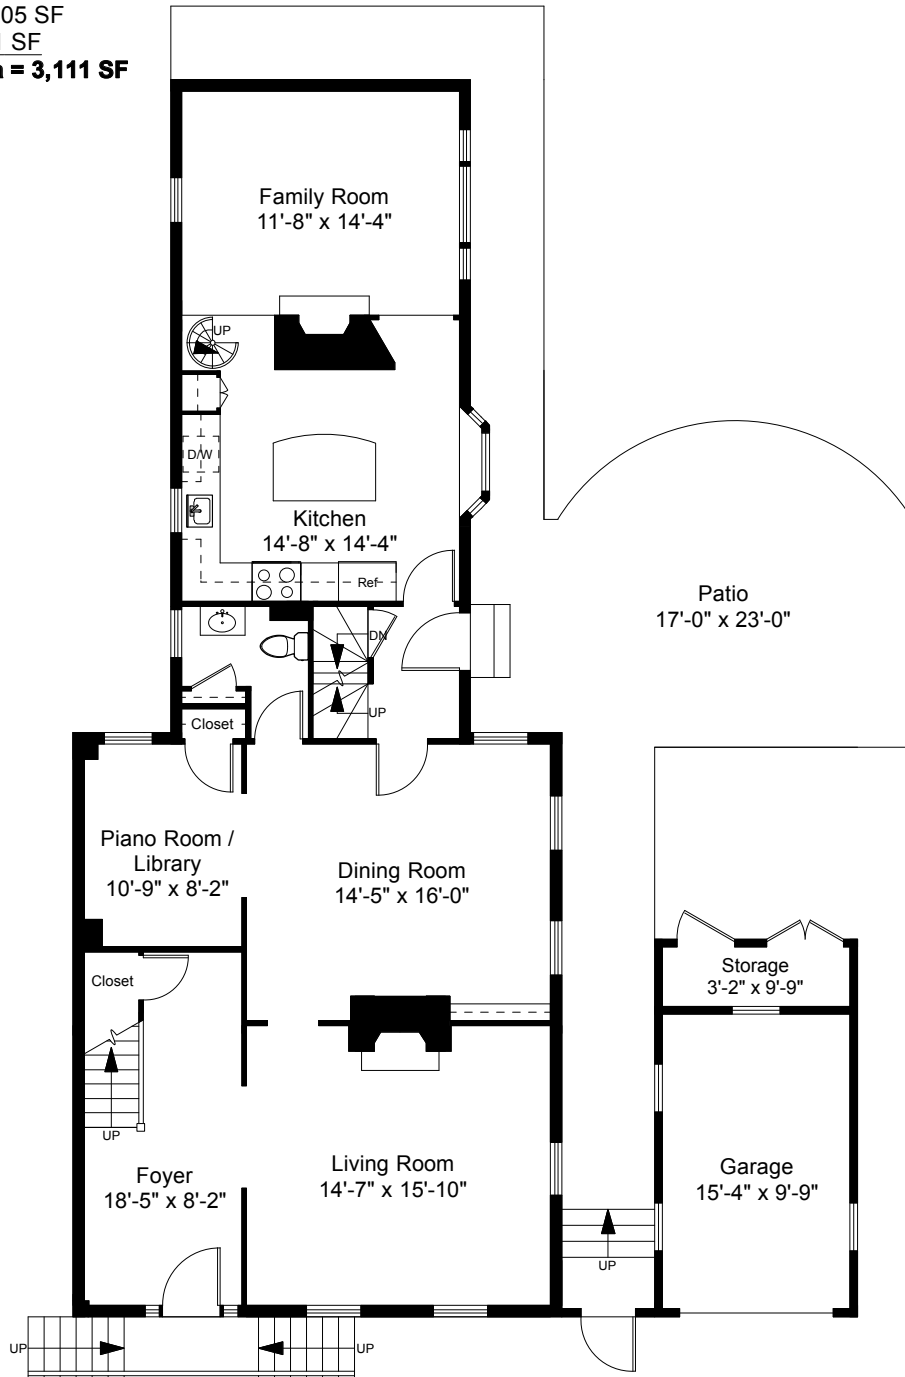 05 SF
SF
= 3,111 SF
Family Room
11'-8" x 14'-4"
UP
D/W
Kitchen
14'-8" x 14'-4"
Ref
Patio
17'-0" x 23'-0"
DN
UP
Closet
Piano Room /
Library
10'-9" x 8'-2"
Dining Room
14'-5" x 16'-0"
Closet
Storage
3'-2" x 9'-9"
UP
Foyer
18'-5" x 8'-2"
Living Room
14'-7" x 15'-10"
Garage
15'-4" x 9'-9"
UP
UP
UP